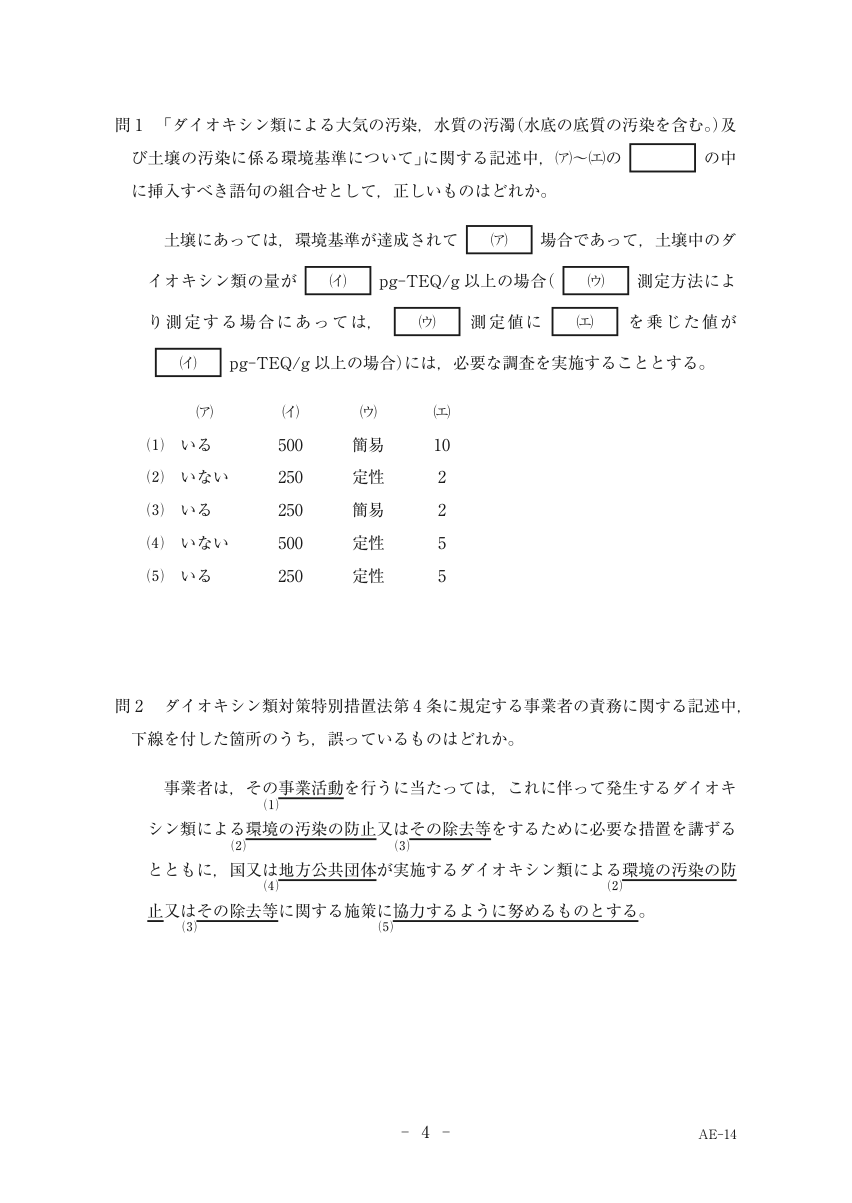 問1 「ダイオキシン類による大気の汚染，水質の汚濁(水底の底質の汚染を含む。)及
び土壌の汚染に係る環境基準について」に関する記述中，㋐〜㋓の の中
に挿入すべき語句の組合せとして，正しいものはどれか。
土壌にあっては，環境基準が達成されて (ア) 場合であって，土壌中のダ
イオキシン類の量が (イ) pg-TEQ/g 以上の場合( (ウ) 測定方法によ
り測定する場合にあっては， (ウ) 測定値に (エ) を乗じた値が
(イ) pg-TEQ/g 以上の場合)には，必要な調査を実施することとする。
(ア) (イ) (ウ) (エ)
(1) いる 500 簡易 10
(2) いない 250 定性 2
(3) いる 250 簡易 2
(4) いない 500 定性 5
(5) いる 250 定性 5
問2 ダイオキシン類対策特別措置法第4条に規定する事業者の責務に関する記述中，
下線を付した箇所のうち，誤っているものはどれか。
事業者は，その事業活動を行うに当たっては，これに伴って発生するダイオキ
(1)
シン類による環境の汚染の防止又はその除去等をするために必要な措置を講ずる
(2) (3)
とともに，国又は地方公共団体が実施するダイオキシン類による環境の汚染の防
(4) (2)
止又はその除去等に関する施策に協力するように努めるものとする。
(3) (5)
- 4 -
AE-14